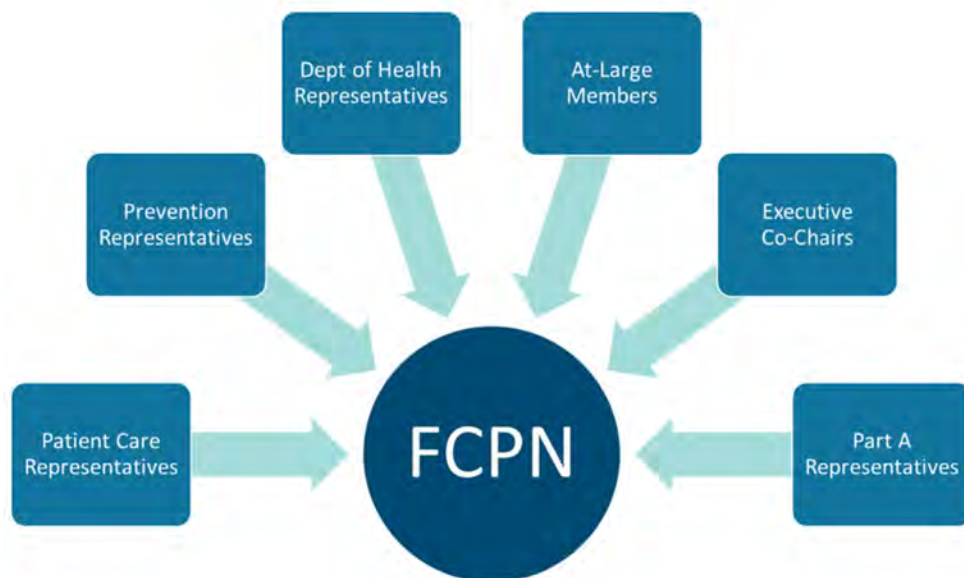 Dept of Health
Representatives
At-Large
Members
Prevention
Representatives
Executive
Co-Chairs
Patient Care
Representatives
FCPN
Part A
Representatives